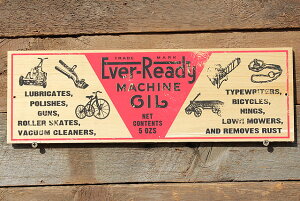 TRADE MARK
Ever-Ready
MACHINE
OIL
NET
CONTENTS
5 OZS
LUBRICATES,
POLISHES,
GUNS,
ROLLER SKATES,
VACUUM CLEANERS,
TYPEWRITERS,
BICYCLES,
HINGS,
LOWN MOWERS,
AND REMOVES RUST